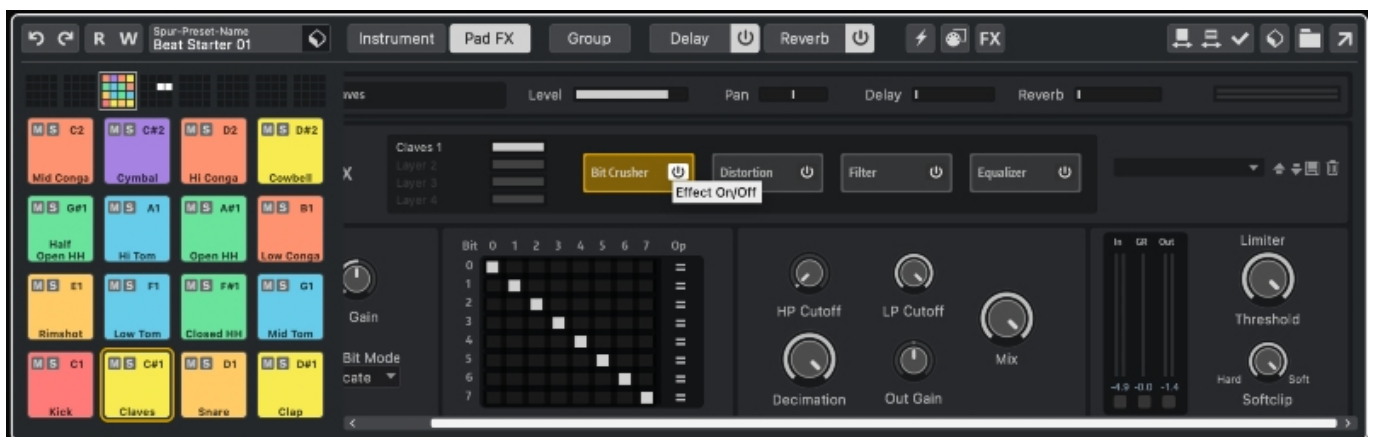 R W Spur-Preset-Name
Beat Starter 01
Instrument Pad FX Group Delay Reverb FX
aves Level Pan Delay Reverb
M S C2 M S C#2 M S D2 M S D#2
Mid Conga Cymbal Hi Conga Cowbell
X
Claves 1
Layer 2
Layer 3
Layer 4
Bit Crusher Distortion Filter Equalizer
Effect On/Off
M S G#1 M S A1 M S A#1 M S B1
Half
Open HH Hi Tom Open HH Low Conga
M S E1 M S F1 M S F#1 M S G1
Rimshot Low Tom Closed HH Mid Tom
M S C1 M S C#1 M S D1 M S D#1
Kick Claves Snare Clap
Gain
Bit Mode
cate
Bit 0 1 2 3 4 5 6 7 Op
0 =
1 =
2 =
3 =
4 =
5 =
6 =
7 =
HP Cutoff LP Cutoff
Mix
Decimation Out Gain
In GR Out
-4.9 -0.0 -1.4
Limiter
Threshold
Hard Soft
Softclip